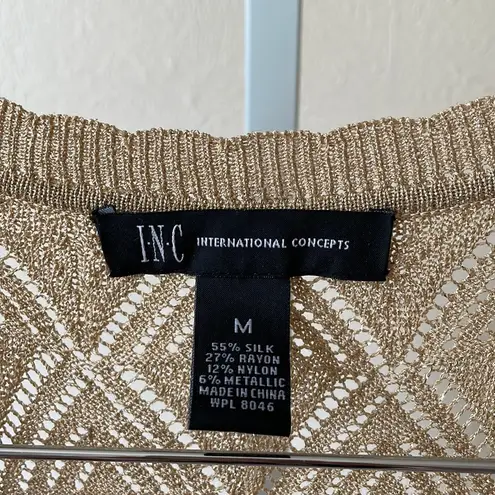 I·N·C INTERNATIONAL CONCEPTS
M
55% SILK
27% RAYON
12% NYLON
6% METALLIC
MADE IN CHINA
WPL 8046